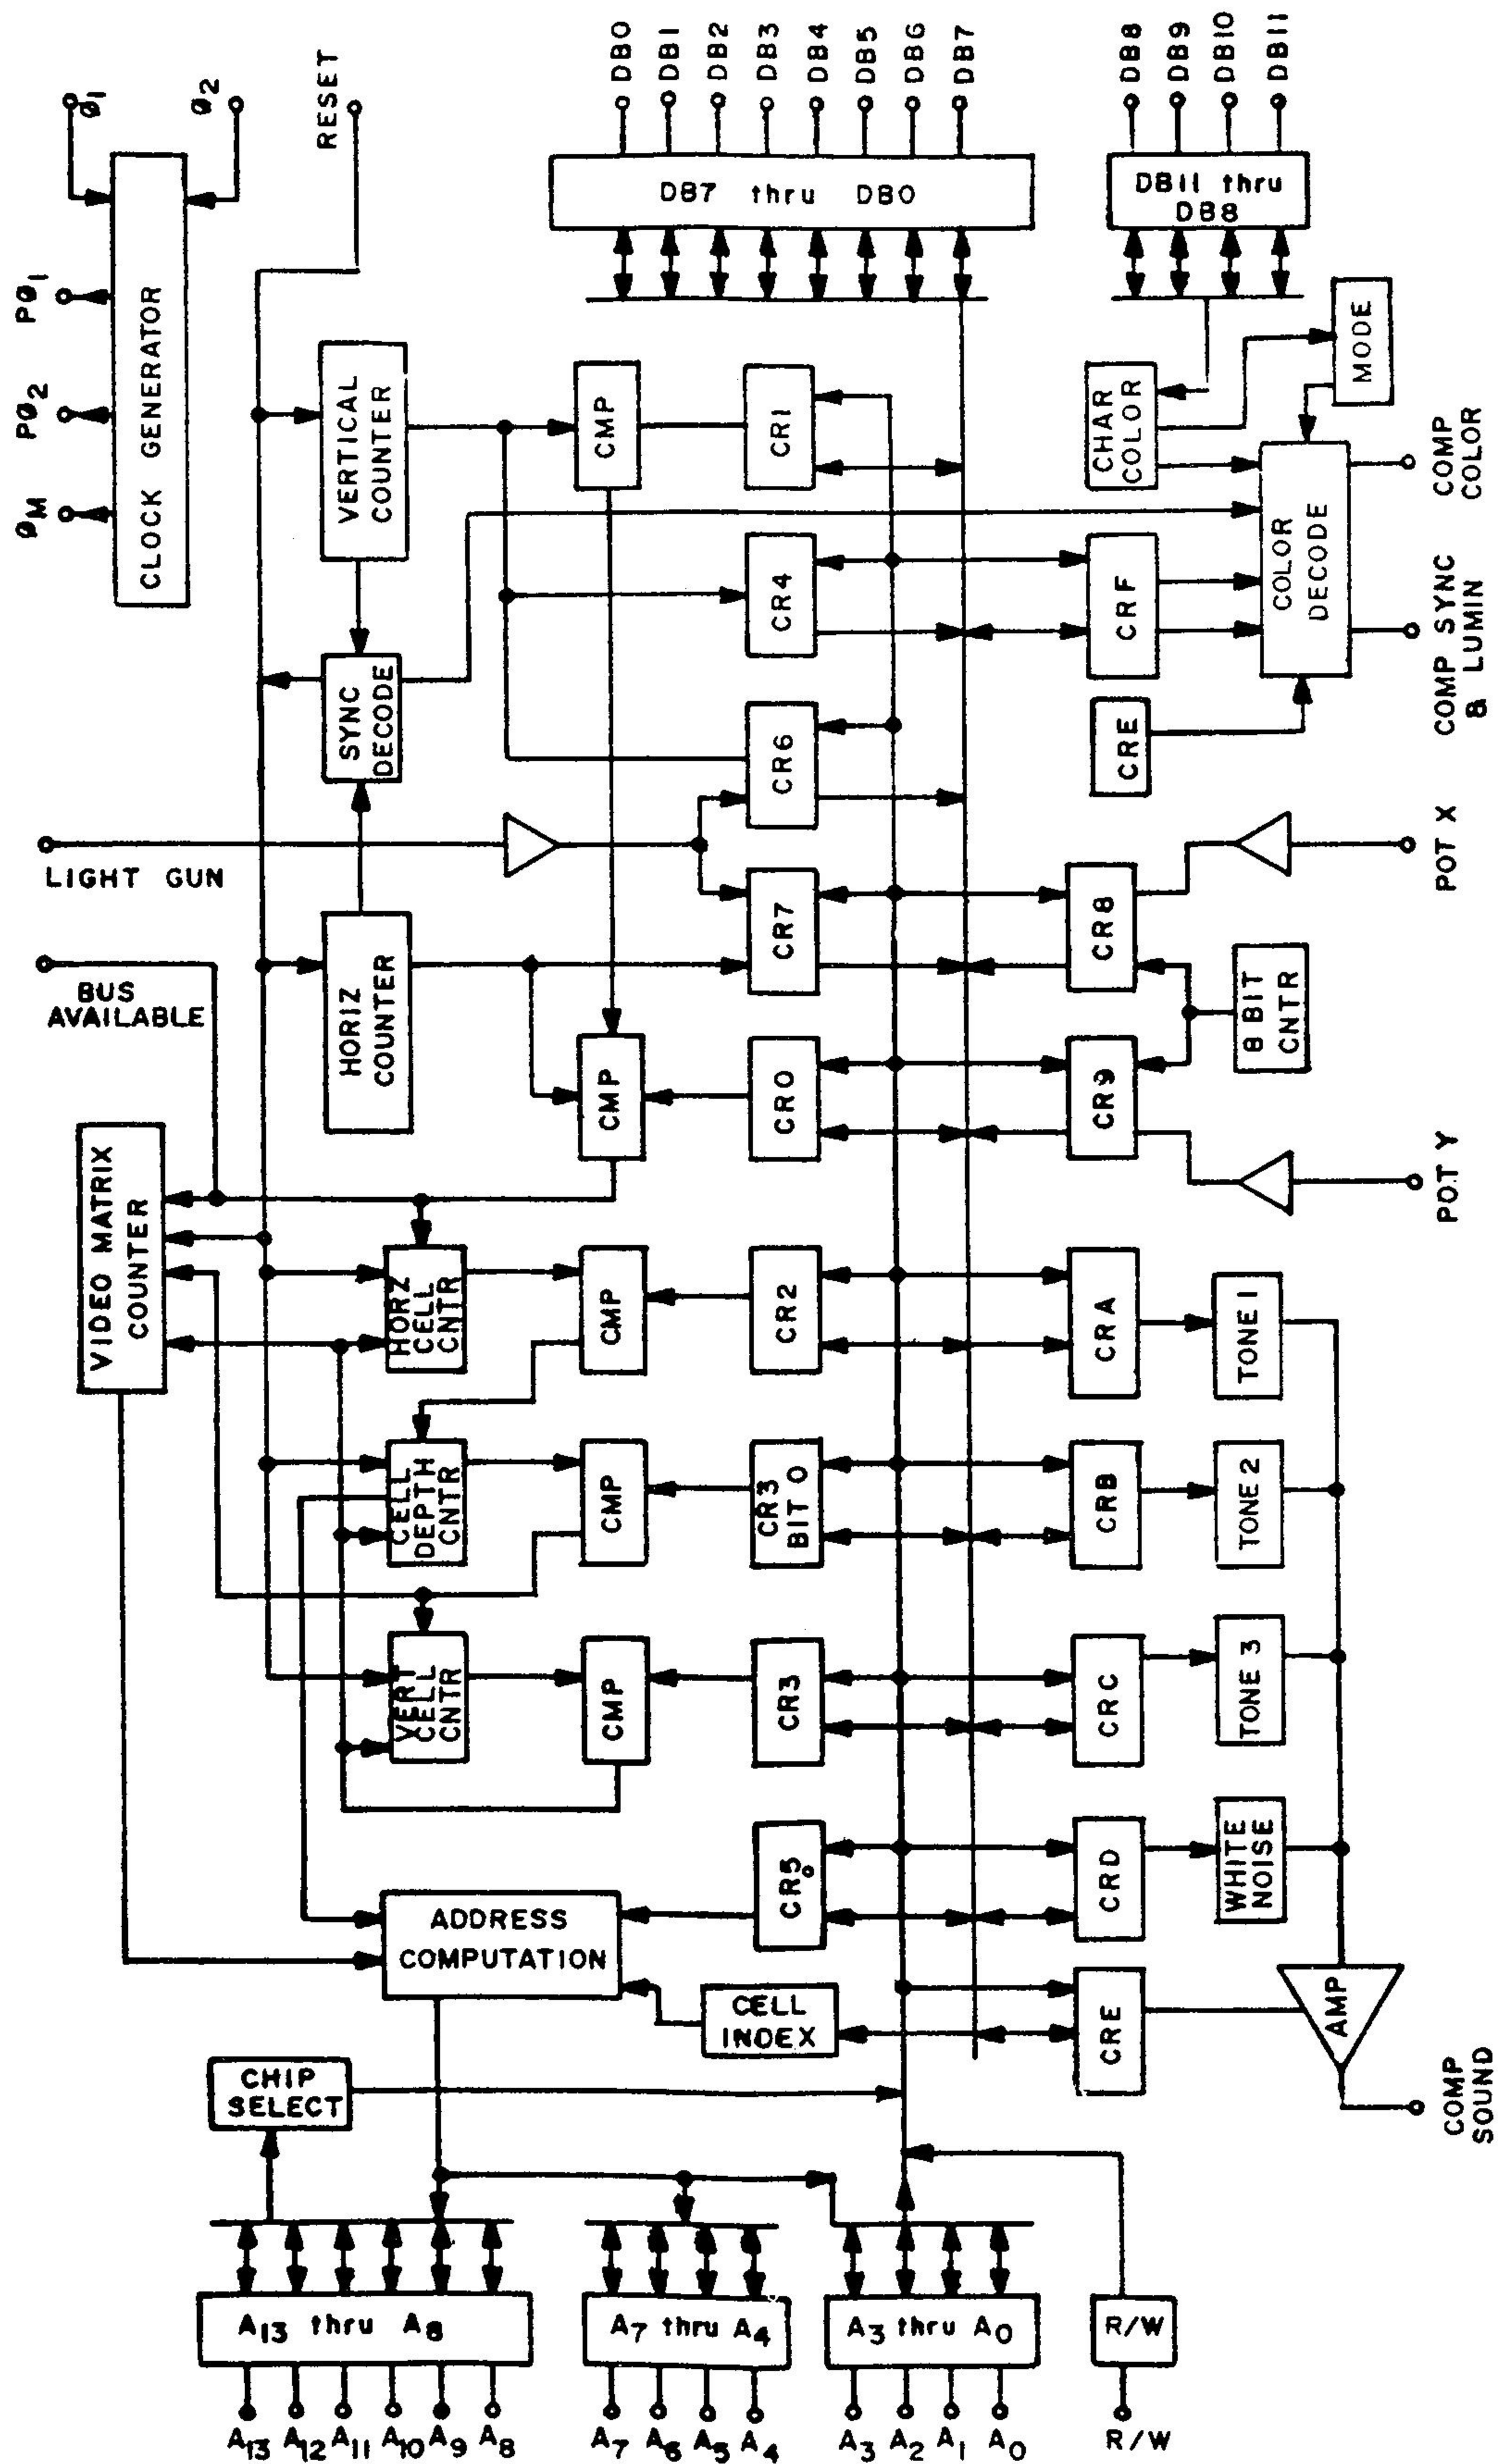 Ø1
Ø2
PØ1
PØ2
ØM
CLOCK GENERATOR
RESET
DB0
DB1
DB2
DB3
DB4
DB5
DB6
DB7
DB8
DB9
DB10
DB11
DB7 thru DB0
DB11 thru
DB8
VERTICAL
COUNTER
CMP
CR1
CHAR
COLOR
MODE
COMP
COLOR
SYNC
DECODE
CR4
CRF
COLOR
DECODE
COMP SYNC
& LUMIN
CR6
CRE
LIGHT GUN
CR7
CR8
POT X
BUS
AVAILABLE
HORIZ
COUNTER
CMP
CR0
CR9
8 BIT
CNTR
POT Y
VIDEO MATRIX
COUNTER
HORZ
CELL
CNTR
CMP
CR2
CRA
TONE 1
CELL
DEPTH
CNTR
CMP
CR3
BIT 0
CRB
TONE 2
VERT
CELL
CNTR
CMP
CR3
CRC
TONE 3
ADDRESS
COMPUTATION
CR5
CRD
WHITE
NOISE
CELL
INDEX
CRE
AMP
COMP
SOUND
CHIP
SELECT
A13 thru A8
A7 thru A4
A3 thru A0
R/W
A13
A12
A11
A10
A9
A8
A7
A6
A5
A4
A3
A2
A1
A0
R/W